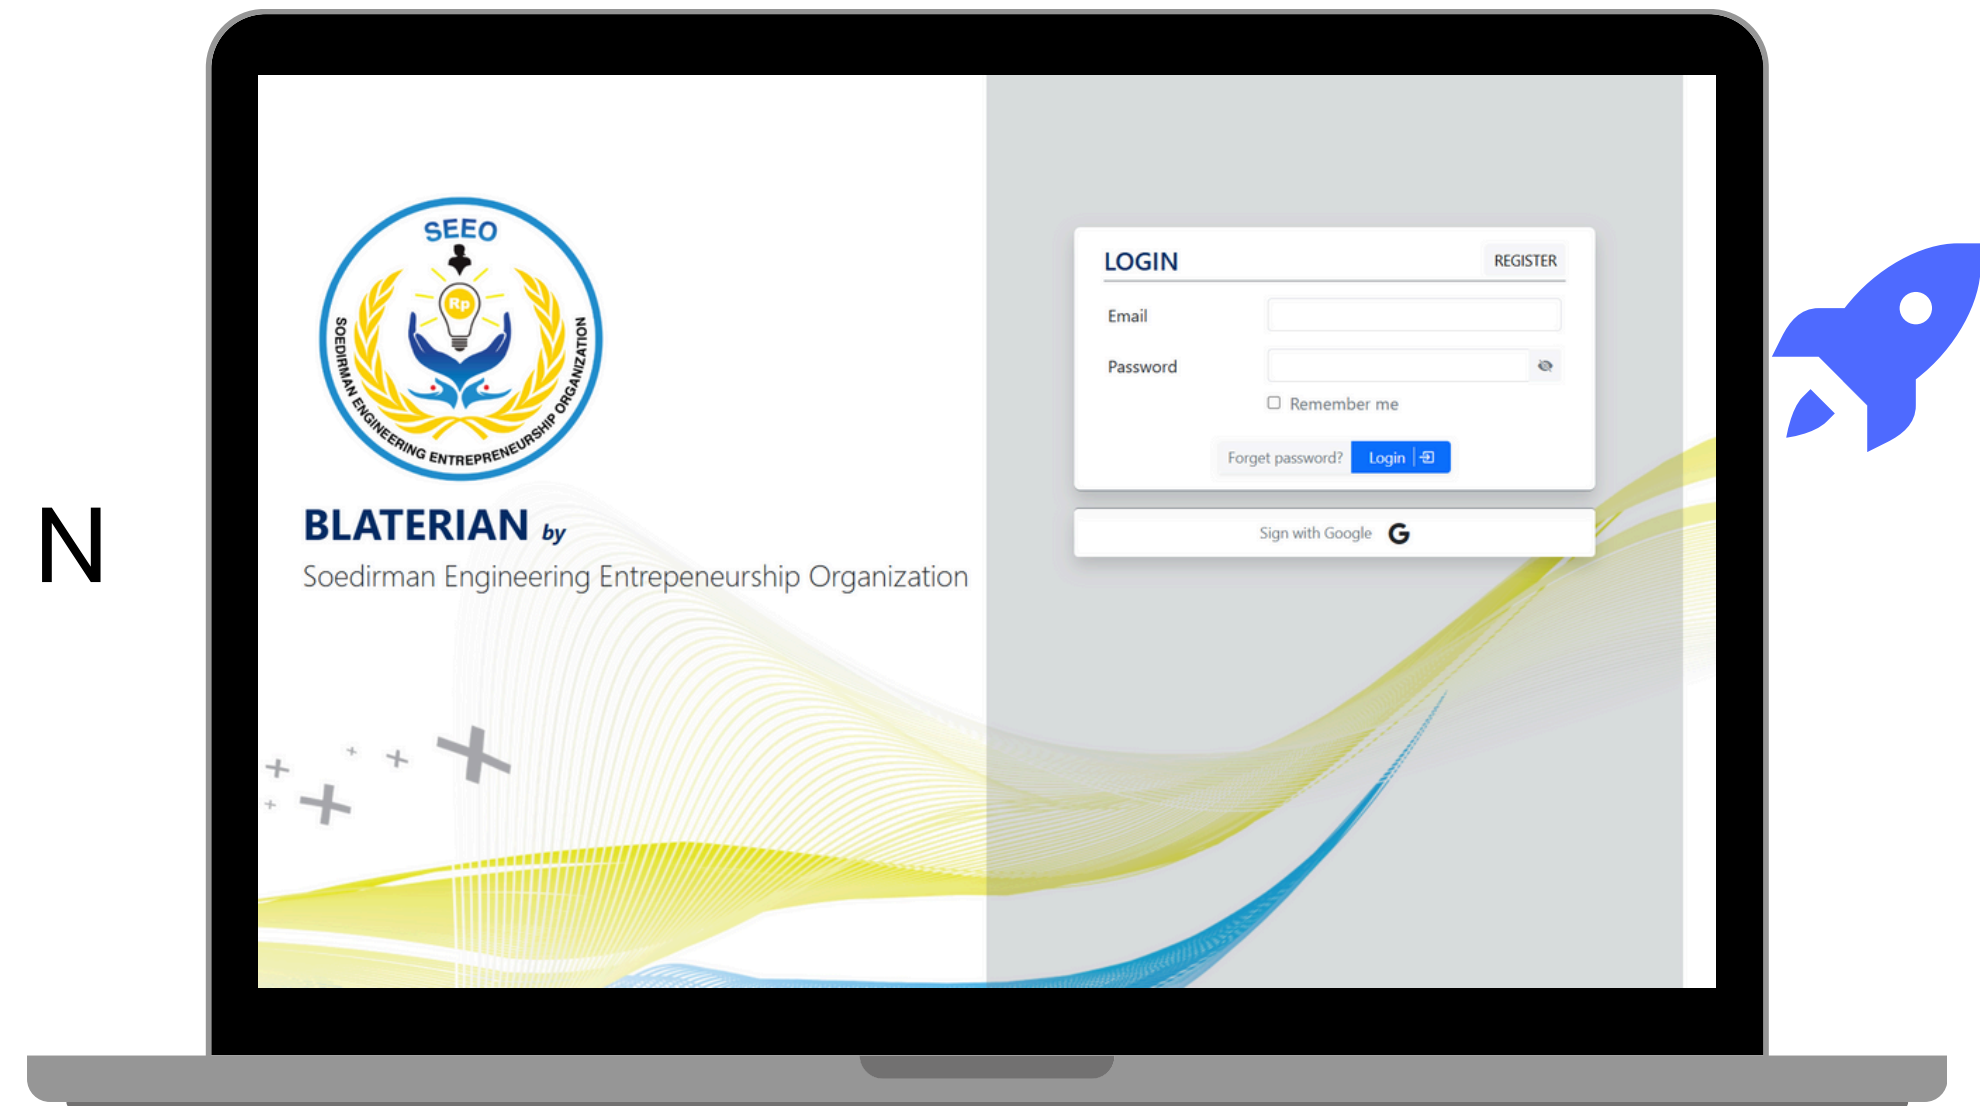 N
SEEO
Rp
SOEDIRMAN ENGINEERING ENTREPRENEURSHIP ORGANIZATION
BLATERIAN by
Soedirman Engineering Entrepeneurship Organization
LOGIN
REGISTER
Email
Password
Remember me
Forget password?
Login
Sign with Google G